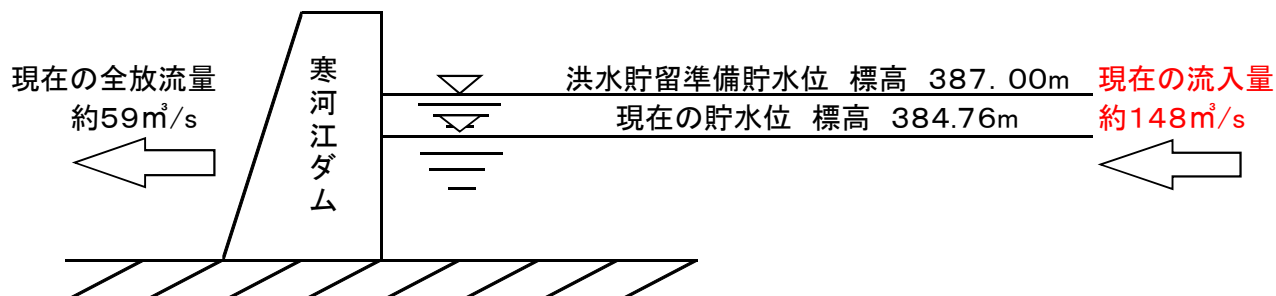 現在の全放流量
約59㎥/s
寒河江ダム
洪水貯留準備貯水位 標高 387.00m
現在の貯水位 標高 384.76m
現在の流入量
約148㎥/s